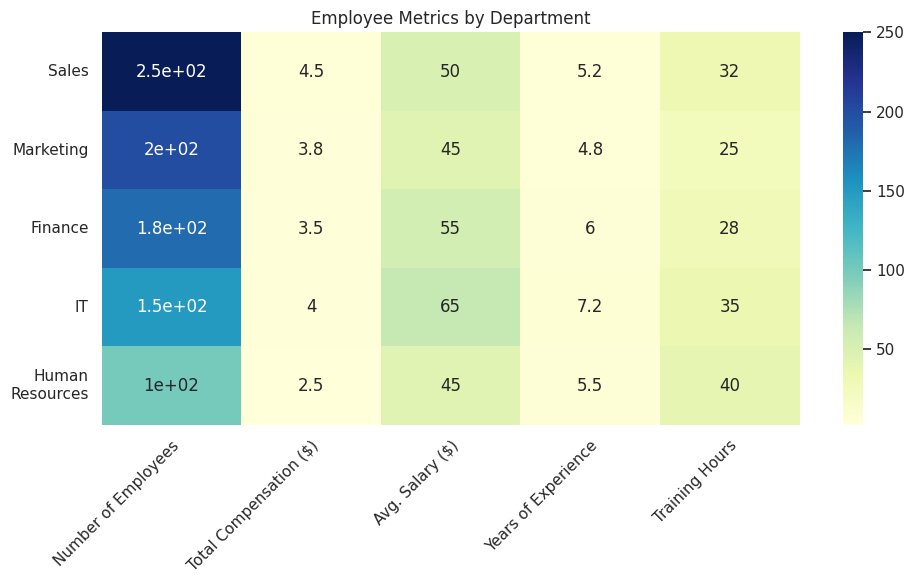 Employee Metrics by Department
Sales 2.5e+02 4.5 50 5.2 32
Marketing 2e+02 3.8 45 4.8 25
Finance 1.8e+02 3.5 55 6 28
IT 1.5e+02 4 65 7.2 35
Human
Resources 1e+02 2.5 45 5.5 40
Number of Employees
Total Compensation ($)
Avg. Salary ($)
Years of Experience
Training Hours
250
200
150
100
50